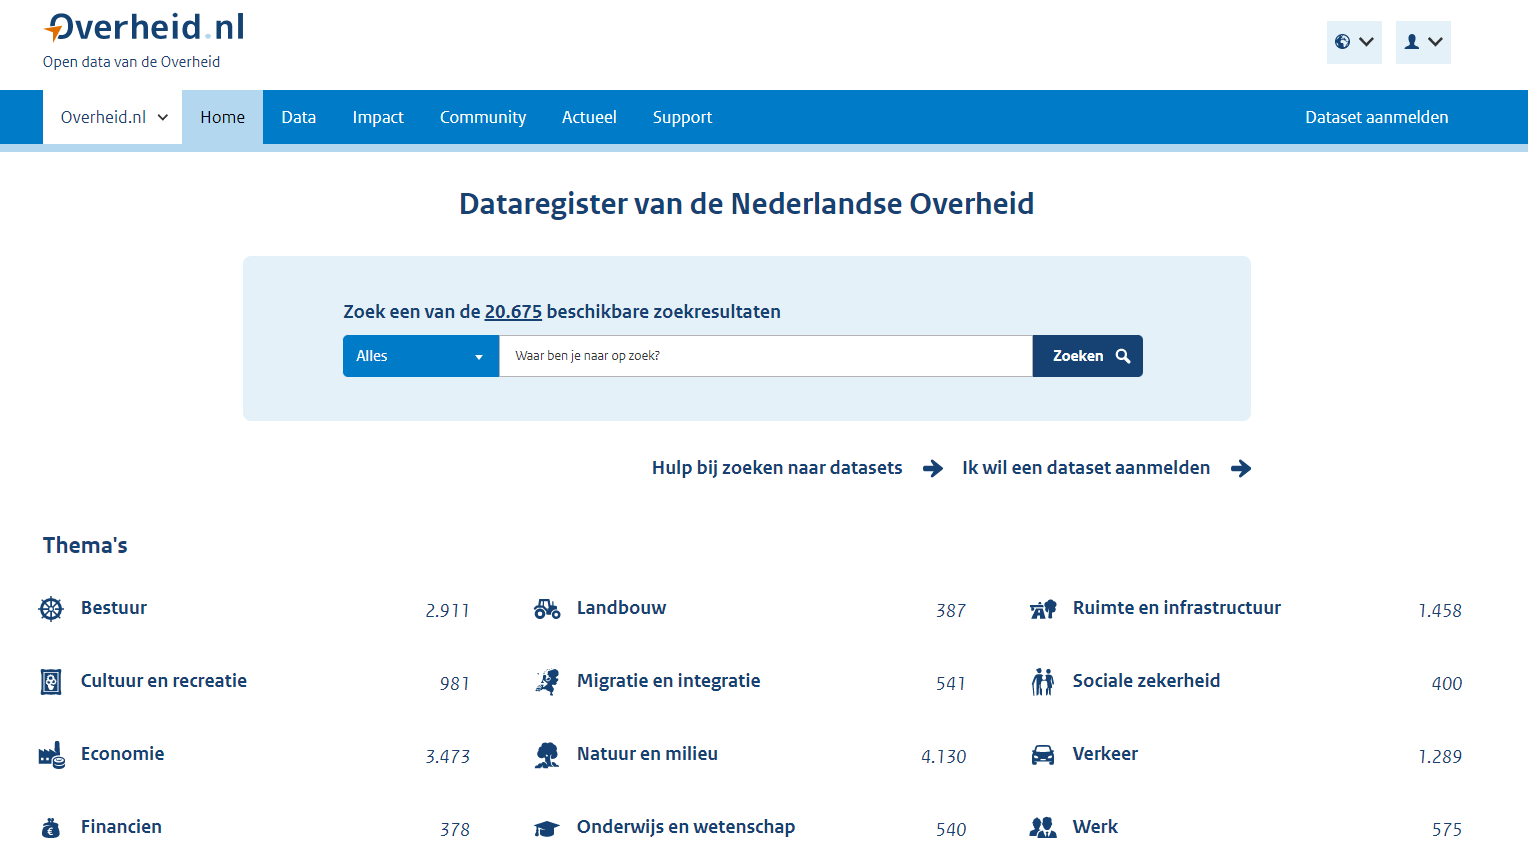 Overheid.nl
Open data van de Overheid
Overheid.nl Home Data Impact Community Actueel Support Dataset aanmelden
Dataregister van de Nederlandse Overheid
Zoek een van de 20.675 beschikbare zoekresultaten
Alles Waar ben je naar op zoek? Zoeken
Hulp bij zoeken naar datasets Ik wil een dataset aanmelden
Thema's
Bestuur 2.911 Landbouw 387 Ruimte en infrastructuur 1.458
Cultuur en recreatie 981 Migratie en integratie 541 Sociale zekerheid 400
Economie 3.473 Natuur en milieu 4.130 Verkeer 1.289
Financien 378 Onderwijs en wetenschap 540 Werk 575